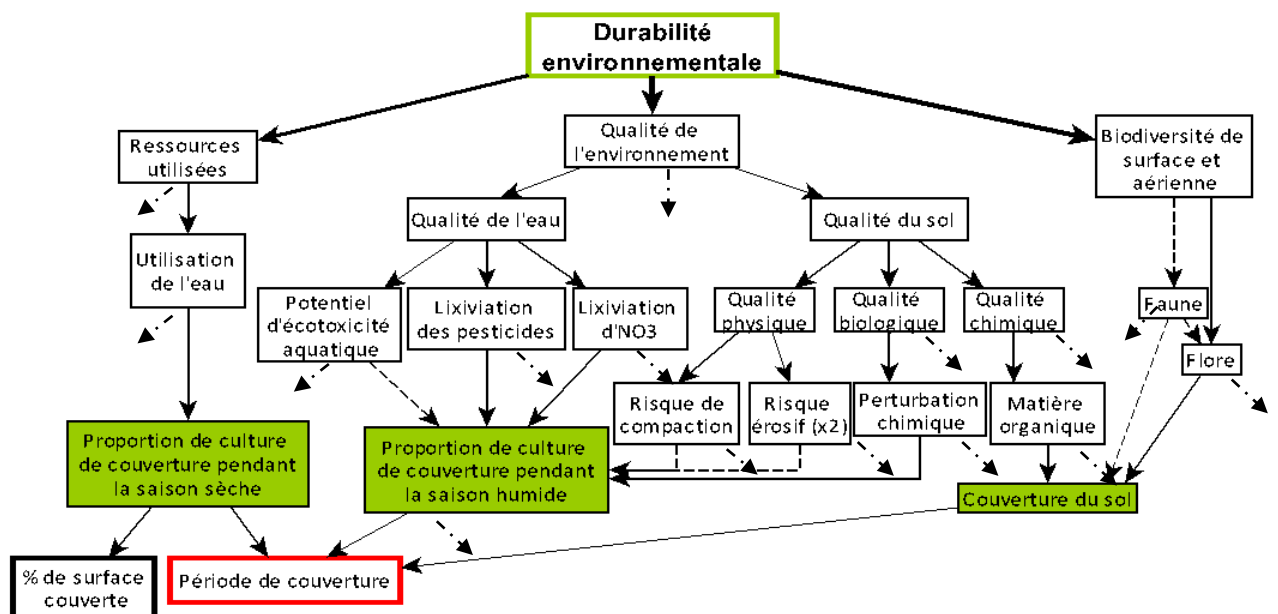 Durabilité
environnementale
Ressources
utilisées
Qualité de
l'environnement
Biodiversité de
surface et
aérienne
Qualité de l'eau
Qualité du sol
Utilisation
de l'eau
Potentiel
d'écotoxicité
aquatique
Lixiviation
des pesticides
Lixiviation
d'NO3
Qualité
physique
Qualité
biologique
Qualité
chimique
Faune
Flore
Risque de
compaction
Risque
érosif (x2)
Perturbation
chimique
Matière
organique
Proportion de culture
de couverture pendant
la saison sèche
Proportion de culture
de couverture pendant
la saison humide
Couverture du sol
% de surface
couverte
Période de couverture